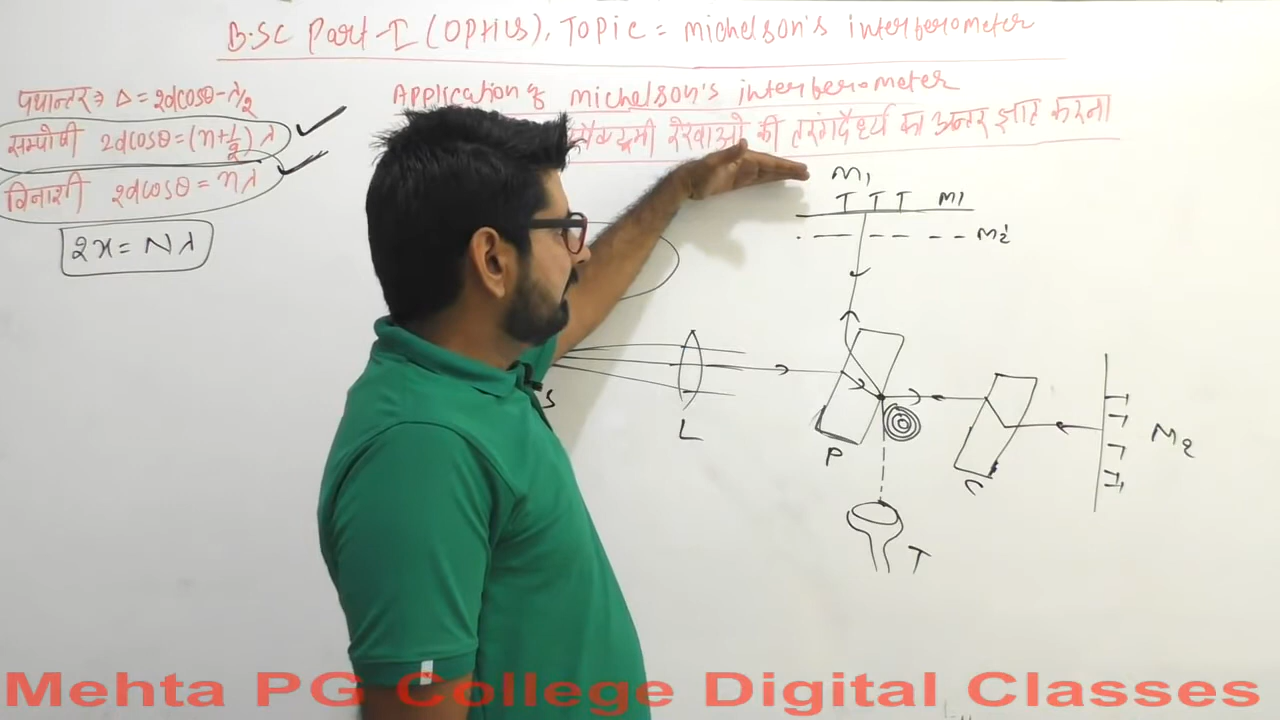 B.SC Part-I (OPTICS), TOPIC = michelson's interferometer
Application of michelson's interferometer
रेखाओ की तरंगदैर्ध्य का अन्तर ज्ञात करना
पथान्तर → Δ = 2dcosθ - λ/2
सम्पोषी 2dcosθ = (n+1/2) λ
विनाशी 2dcosθ = nλ
2x = Nλ
M1
M1
M2'
S
L
P
C
M2
T
Mehta PG College Digital Classes